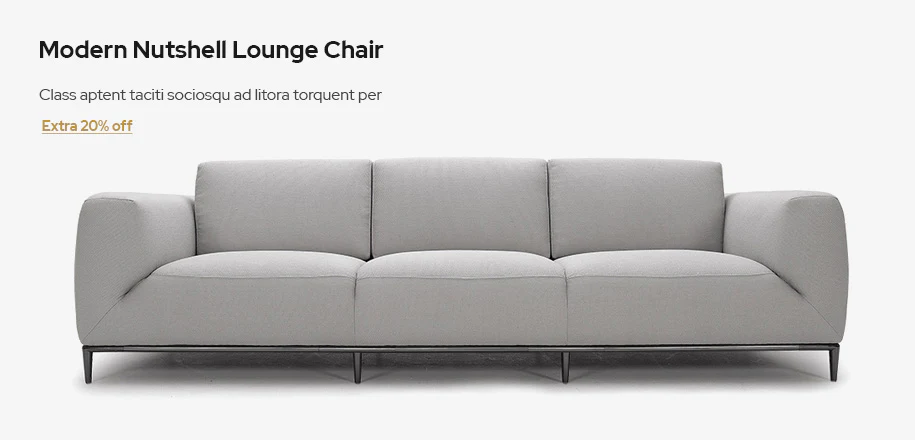 Modern Nutshell Lounge Chair
Class aptent taciti sociosqu ad litora torquent per
Extra 20% off